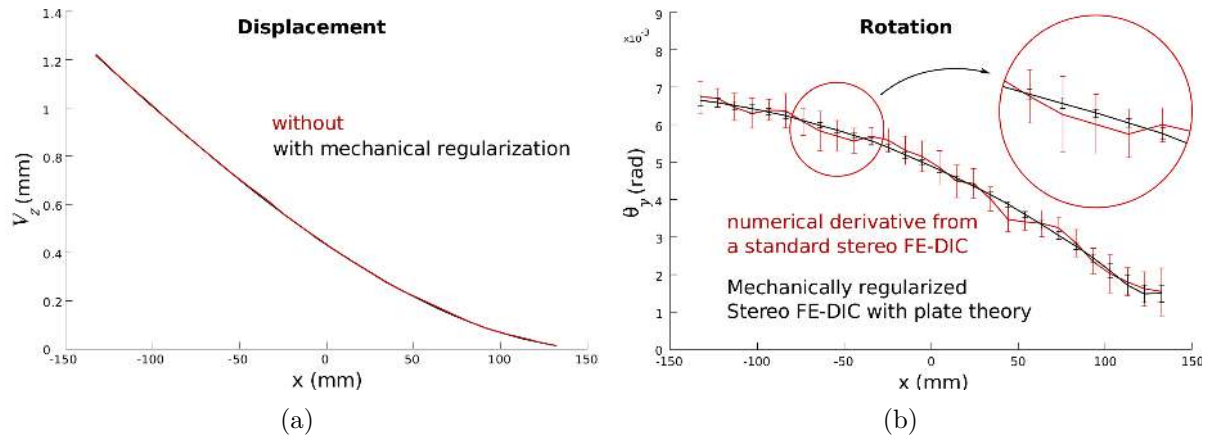 Displacement
1.4
1.2
1
0.8
0.6
0.4
0.2
0
V_z (mm)
without
with mechanical regularization
-150
-100
-50
0
50
100
150
x (mm)
(a)
Rotation
×10⁻³
9
8
7
6
5
4
3
2
1
0
θ_y (rad)
numerical derivative from
a standard stereo FE-DIC
Mechanically regularized
Stereo FE-DIC with plate theory
-150
-100
-50
0
50
100
150
x (mm)
(b)